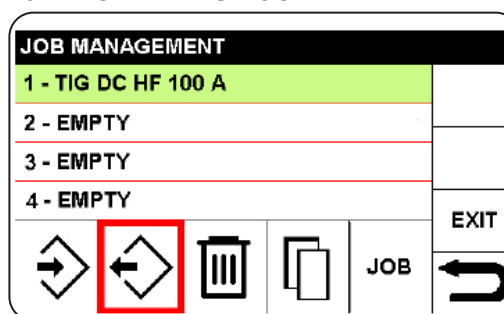 JOB MANAGEMENT
1 - TIG DC HF 100 A
2 - EMPTY
3 - EMPTY
4 - EMPTY
EXIT
JOB